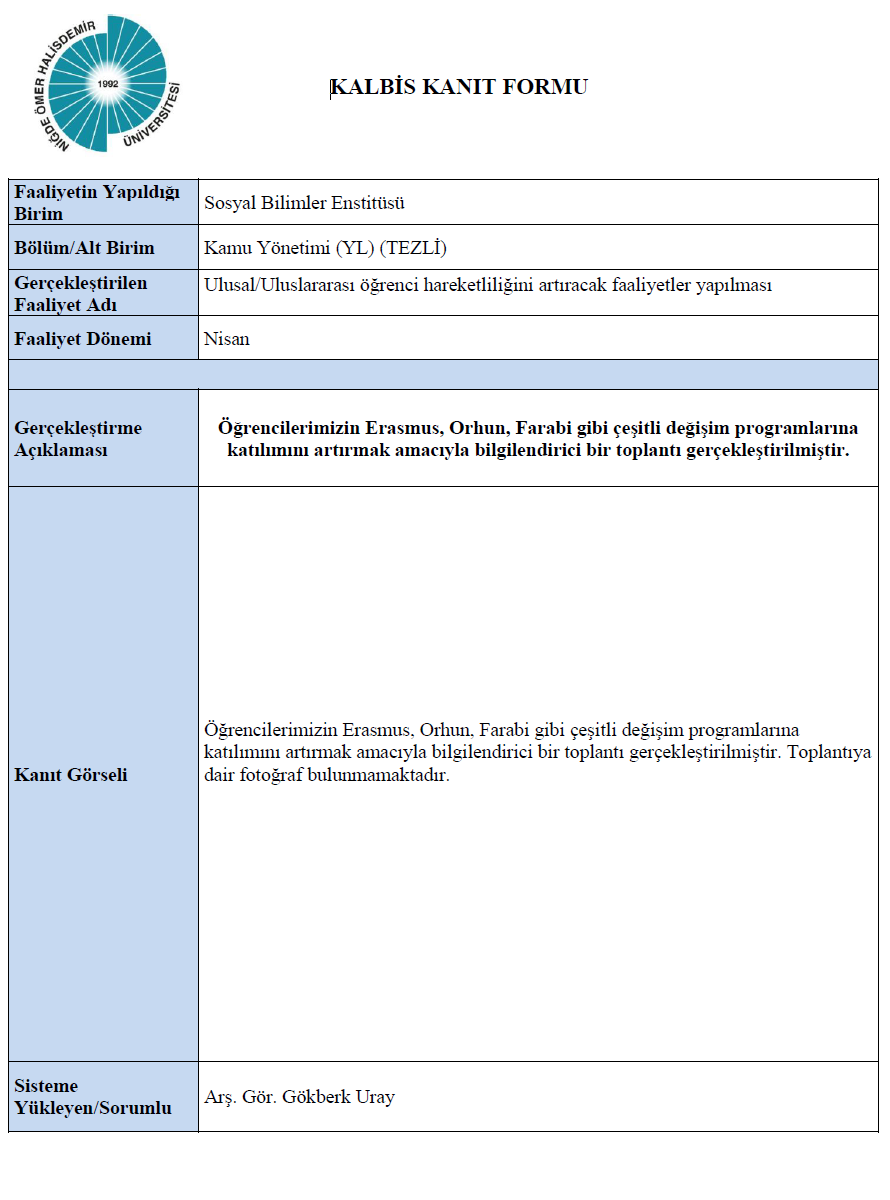 NİĞDE ÖMER HALİSDEMİR
ÜNİVERSİTESİ
1992
KALBİS KANIT FORMU
Faaliyetin Yapıldığı
Birim
Sosyal Bilimler Enstitüsü
Bölüm/Alt Birim
Kamu Yönetimi (YL) (TEZLİ)
Gerçekleştirilen
Faaliyet Adı
Ulusal/Uluslararası öğrenci hareketliliğini artıracak faaliyetler yapılması
Faaliyet Dönemi
Nisan
Gerçekleştirme
Açıklaması
Öğrencilerimizin Erasmus, Orhun, Farabi gibi çeşitli değişim programlarına
katılımını artırmak amacıyla bilgilendirici bir toplantı gerçekleştirilmiştir.
Kanıt Görseli
Öğrencilerimizin Erasmus, Orhun, Farabi gibi çeşitli değişim programlarına
katılımını artırmak amacıyla bilgilendirici bir toplantı gerçekleştirilmiştir. Toplantıya
dair fotoğraf bulunmamaktadır.
Sisteme
Yükleyen/Sorumlu
Arş. Gör. Gökberk Uray